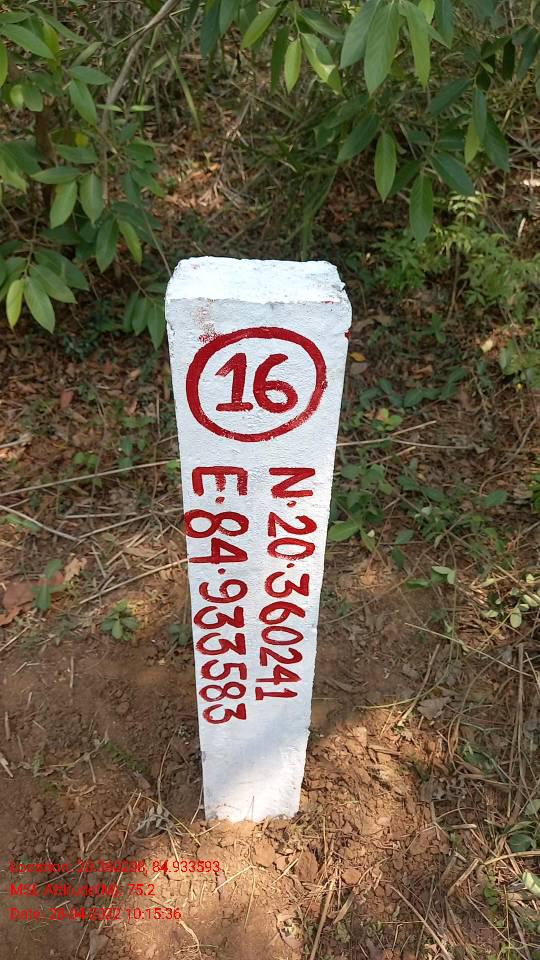 16
N.20.360241
E.84.933583
Location: 20.360208, 84.933593
MSL Altitude(M): 75.2
Date: 28-04-2022 10:15:36